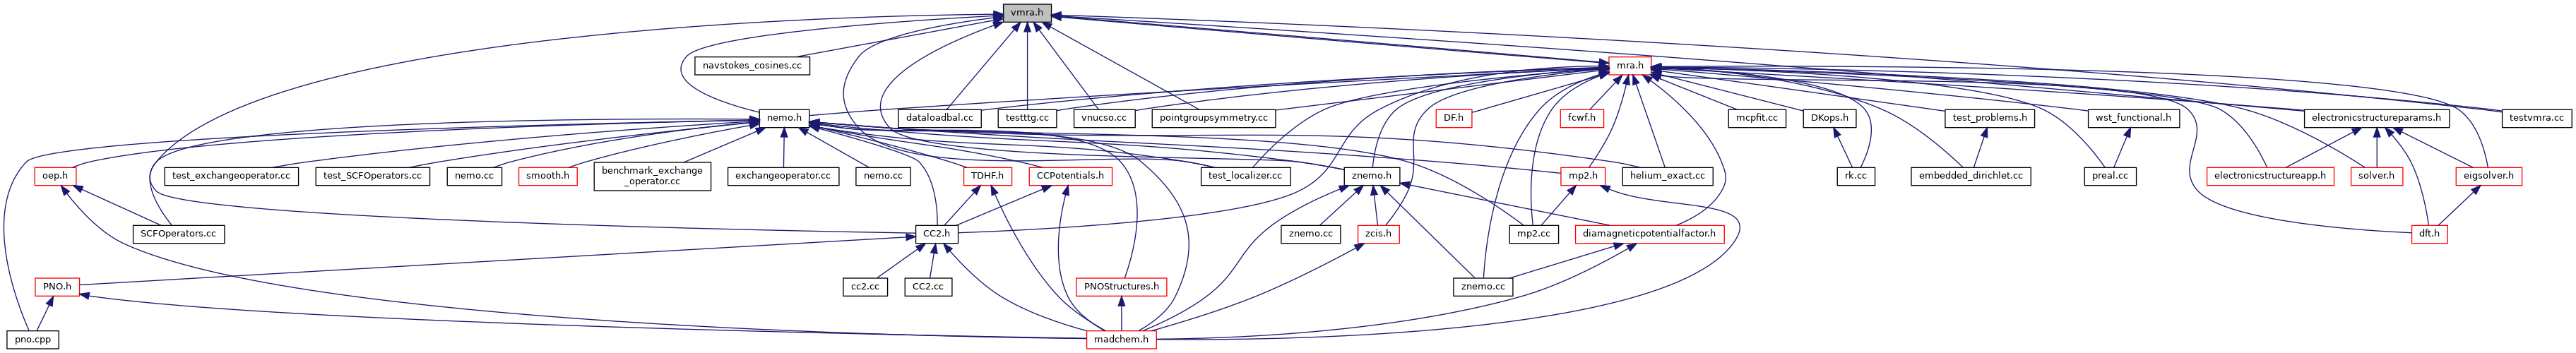 vmra.h
navstokes_cosines.cc
mra.h
nemo.h
dataloadbal.cc
testttg.cc
vnucso.cc
pointgroupsymmetry.cc
DF.h
fcwf.h
mcpfit.cc
DKops.h
test_problems.h
wst_functional.h
electronicstructureparams.h
testvmra.cc
oep.h
test_exchangeoperator.cc
test_SCFOperators.cc
nemo.cc
smooth.h
benchmark_exchange
_operator.cc
exchangeoperator.cc
nemo.cc
TDHF.h
CCPotentials.h
test_localizer.cc
znemo.h
mp2.h
helium_exact.cc
rk.cc
embedded_dirichlet.cc
preal.cc
electronicstructureapp.h
solver.h
eigsolver.h
SCFOperators.cc
CC2.h
znemo.cc
zcis.h
mp2.cc
diamagneticpotentialfactor.h
dft.h
PNO.h
cc2.cc
CC2.cc
PNOStructures.h
znemo.cc
pno.cpp
madchem.h